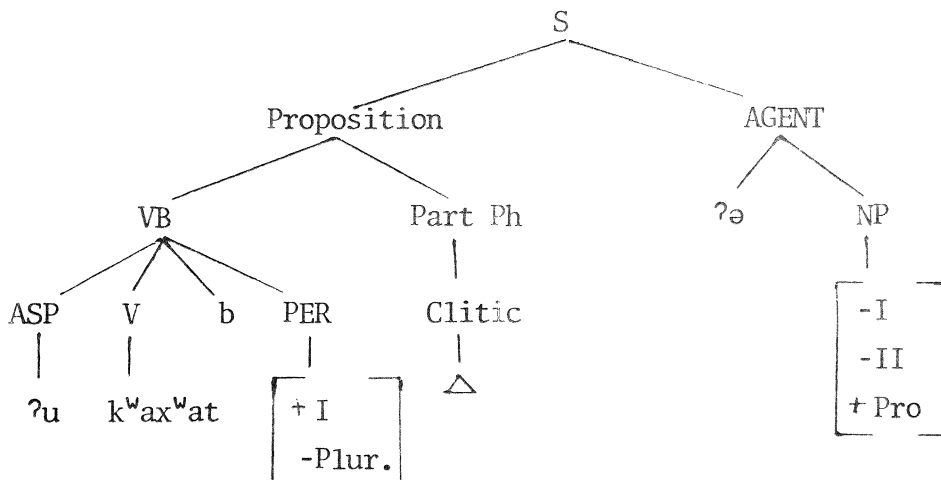 S
Proposition AGENT
VB Part Ph ʔə NP
ASP V b PER Clitic -I
-II
ʔu kʷaxʷat + I + Pro
-Plur.